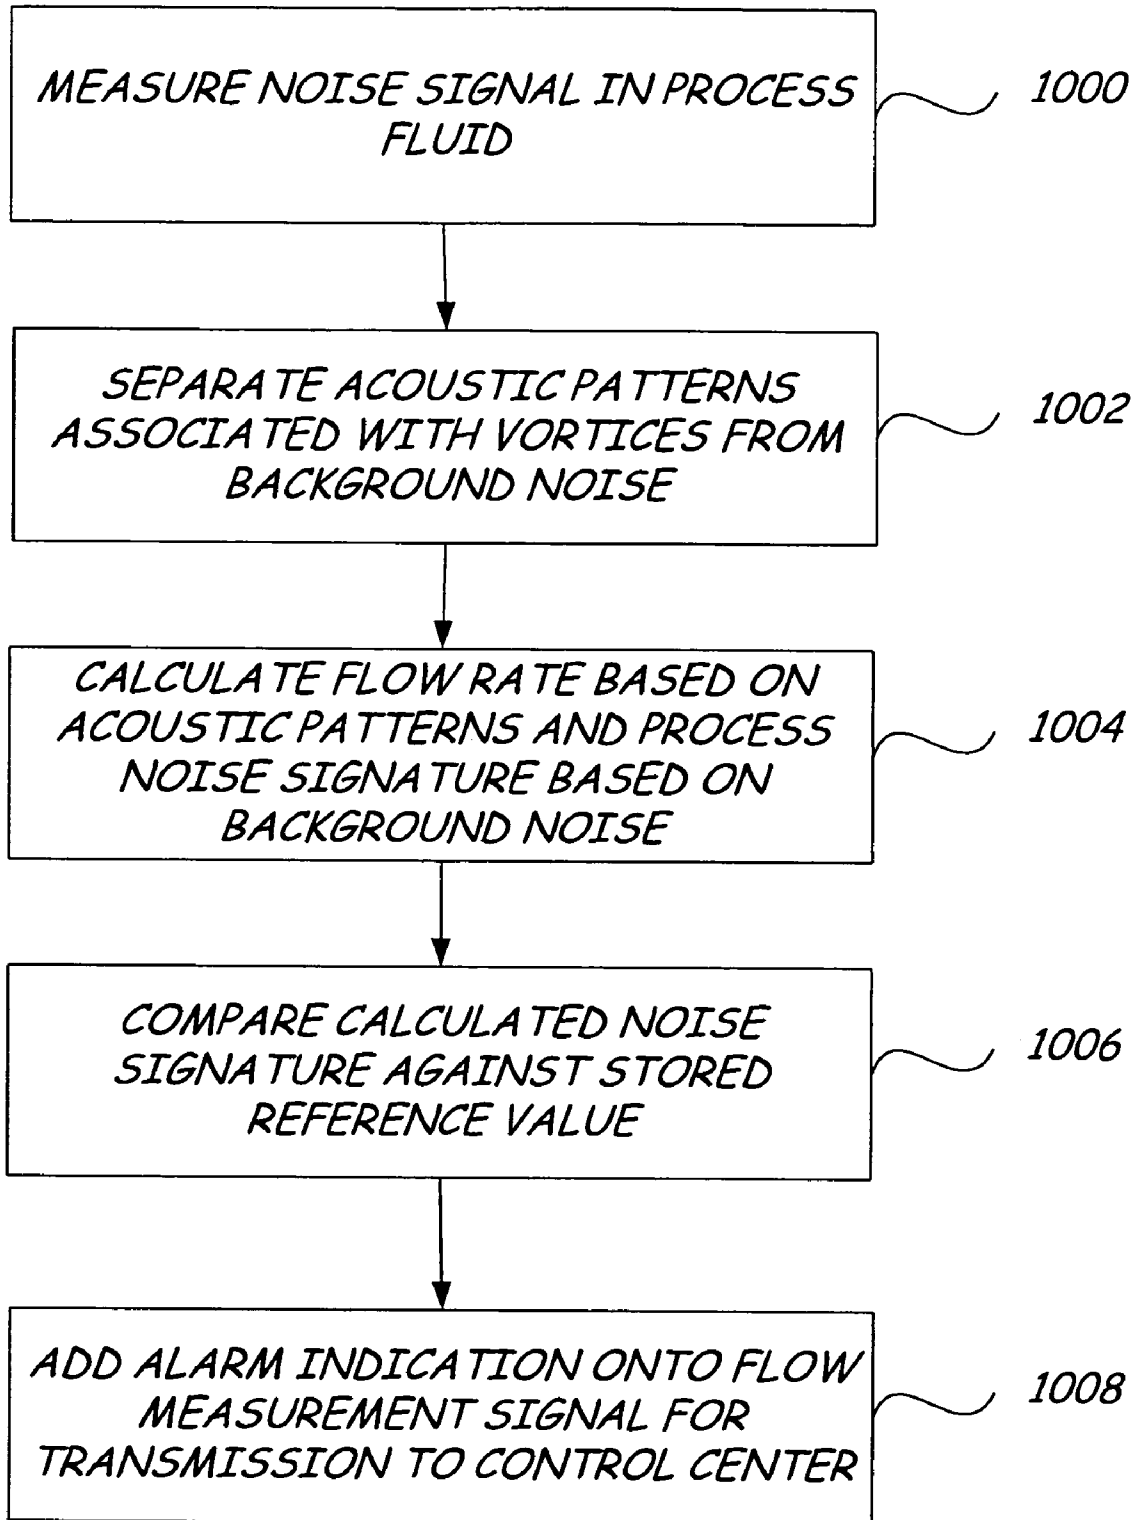 MEASURE NOISE SIGNAL IN PROCESS
FLUID
1000
SEPARATE ACOUSTIC PATTERNS
ASSOCIATED WITH VORTICES FROM
BACKGROUND NOISE
1002
CALCULATE FLOW RATE BASED ON
ACOUSTIC PATTERNS AND PROCESS
NOISE SIGNATURE BASED ON
BACKGROUND NOISE
1004
COMPARE CALCULATED NOISE
SIGNATURE AGAINST STORED
REFERENCE VALUE
1006
ADD ALARM INDICATION ONTO FLOW
MEASUREMENT SIGNAL FOR
TRANSMISSION TO CONTROL CENTER
1008